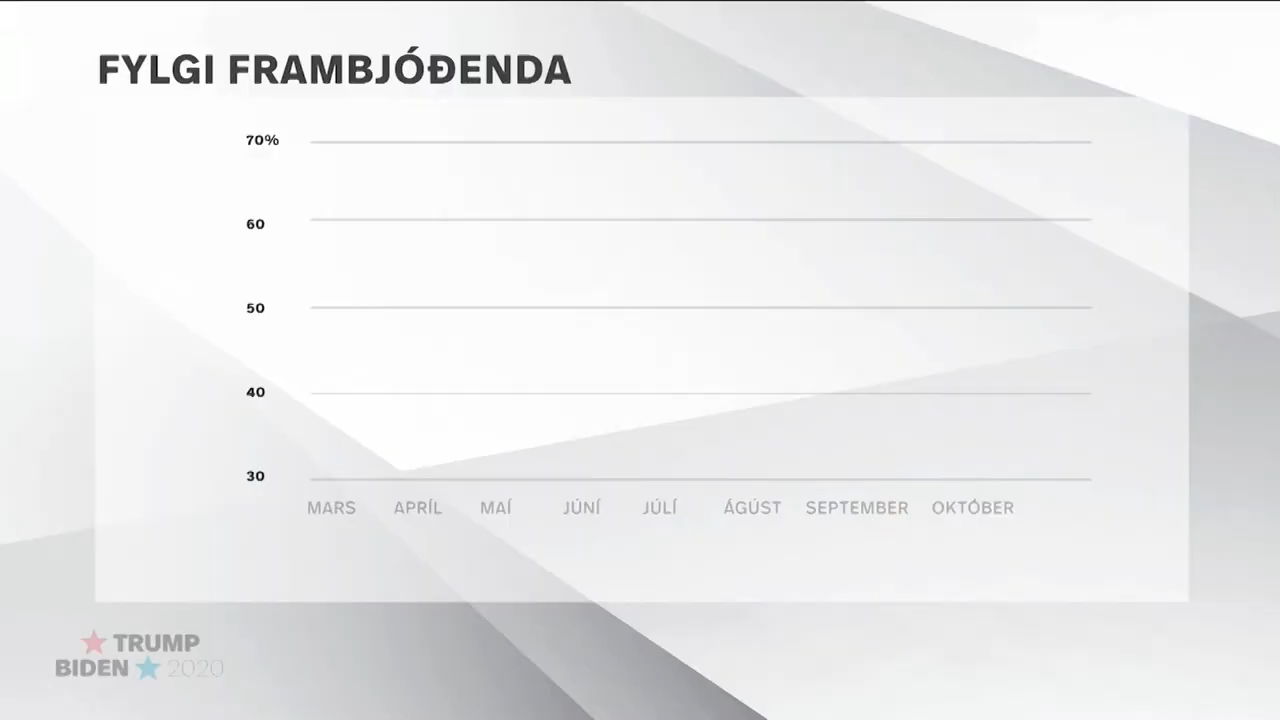 FYLGI FRAMBJÓÐENDA
70%
60
50
40
30
MARS APRÍL MAÍ JÚNÍ JÚLÍ ÁGÚST SEPTEMBER OKTÓBER
TRUMP
BIDEN 2020